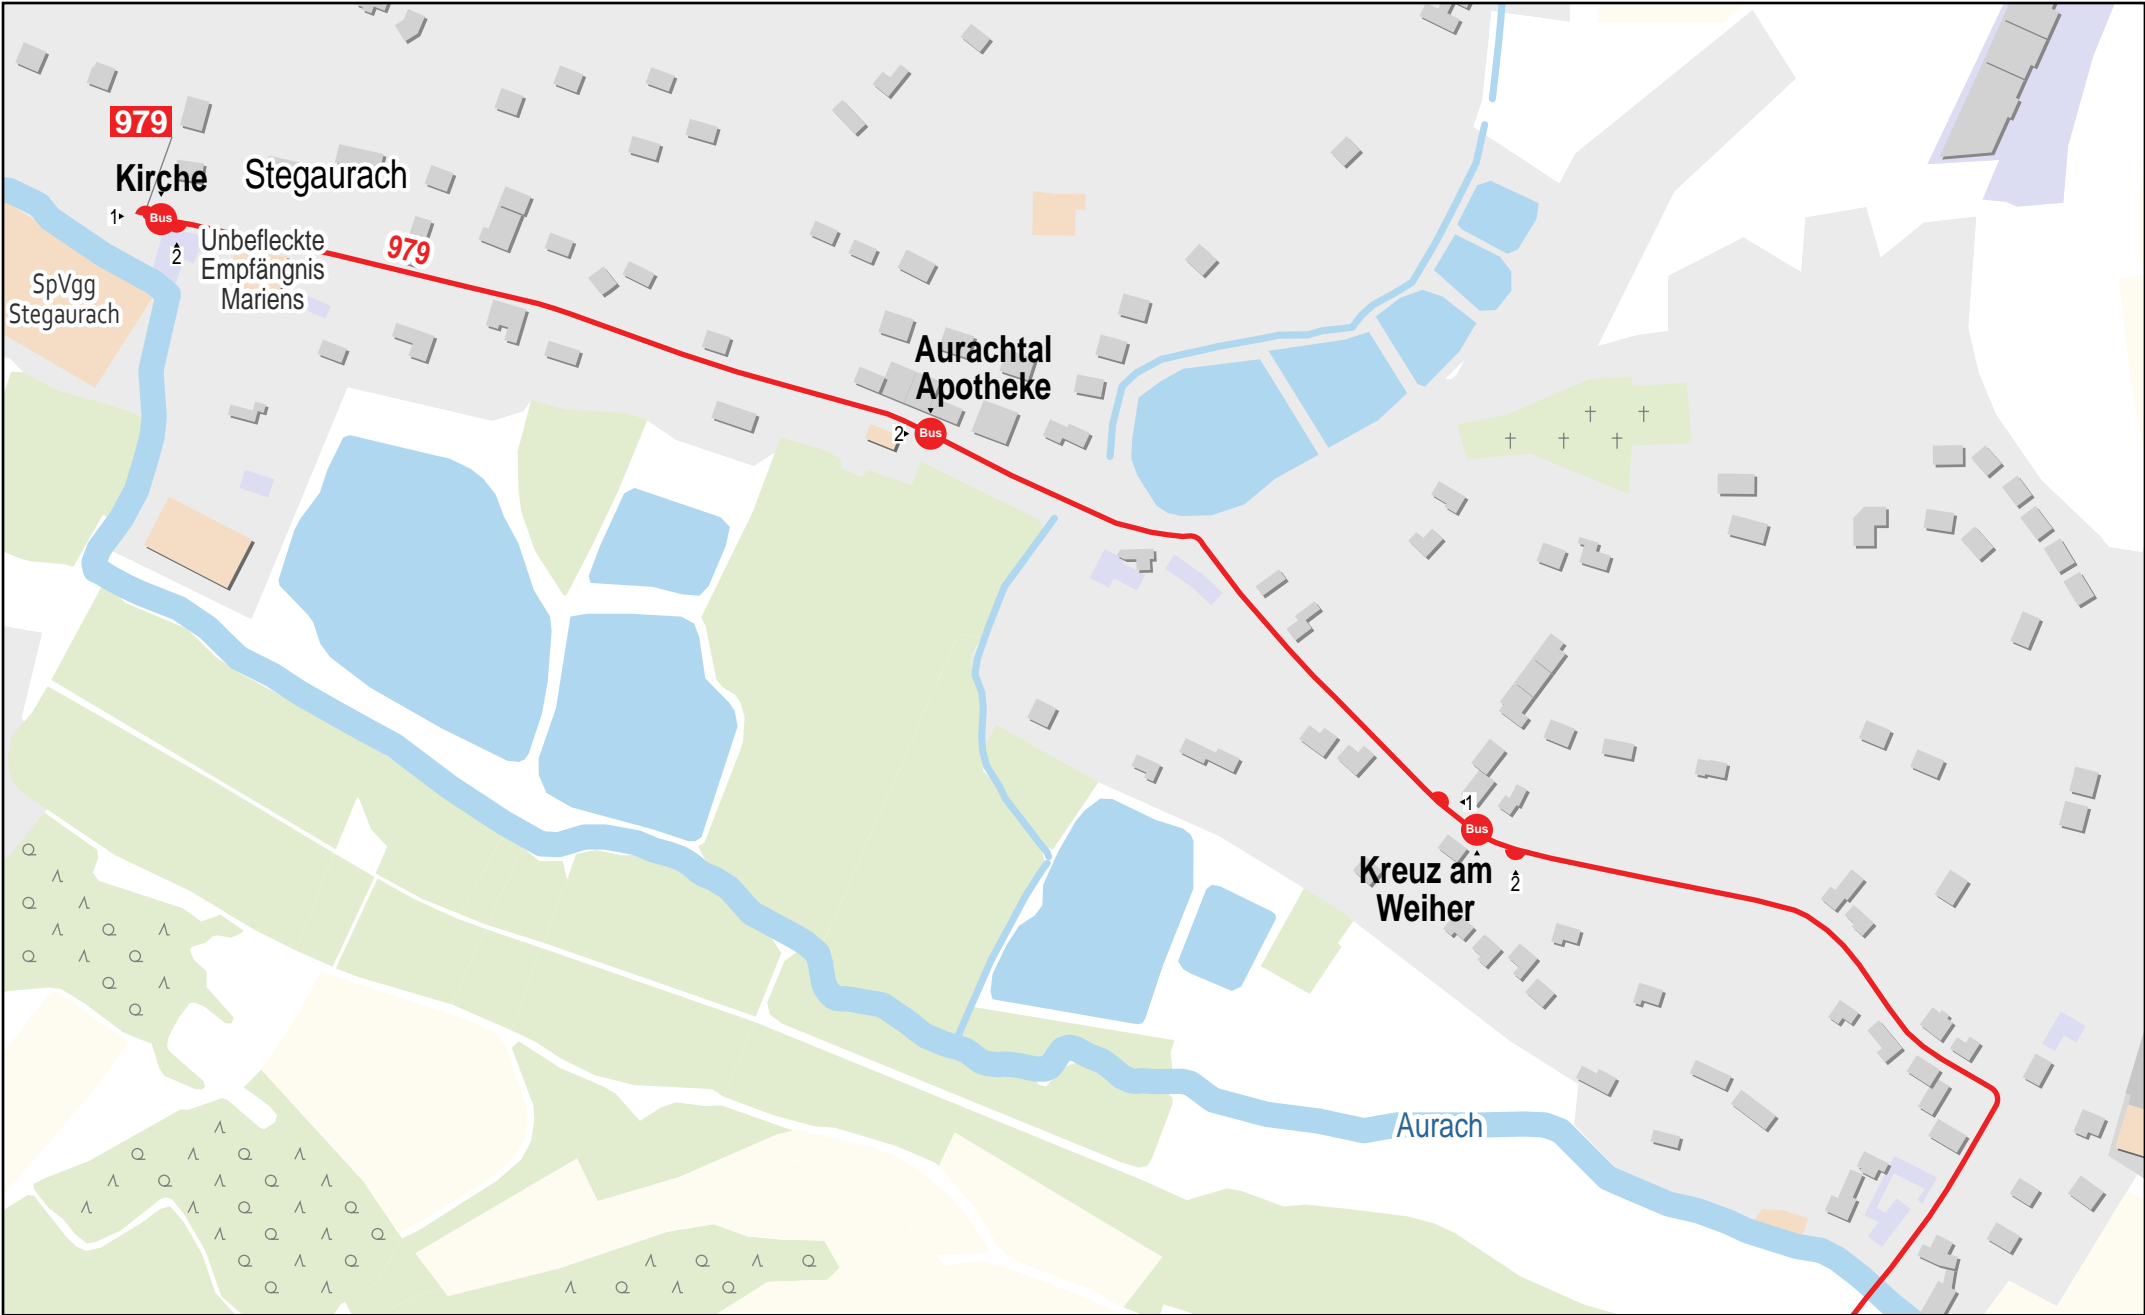 979
Kirche
Stegaurach
1
Bus
2
Unbefleckte
Empfängnis
Mariens
979
SpVgg
Stegaurach
Aurachtal
Apotheke
2
Bus
1
Bus
Kreuz am
Weiher
2
Aurach